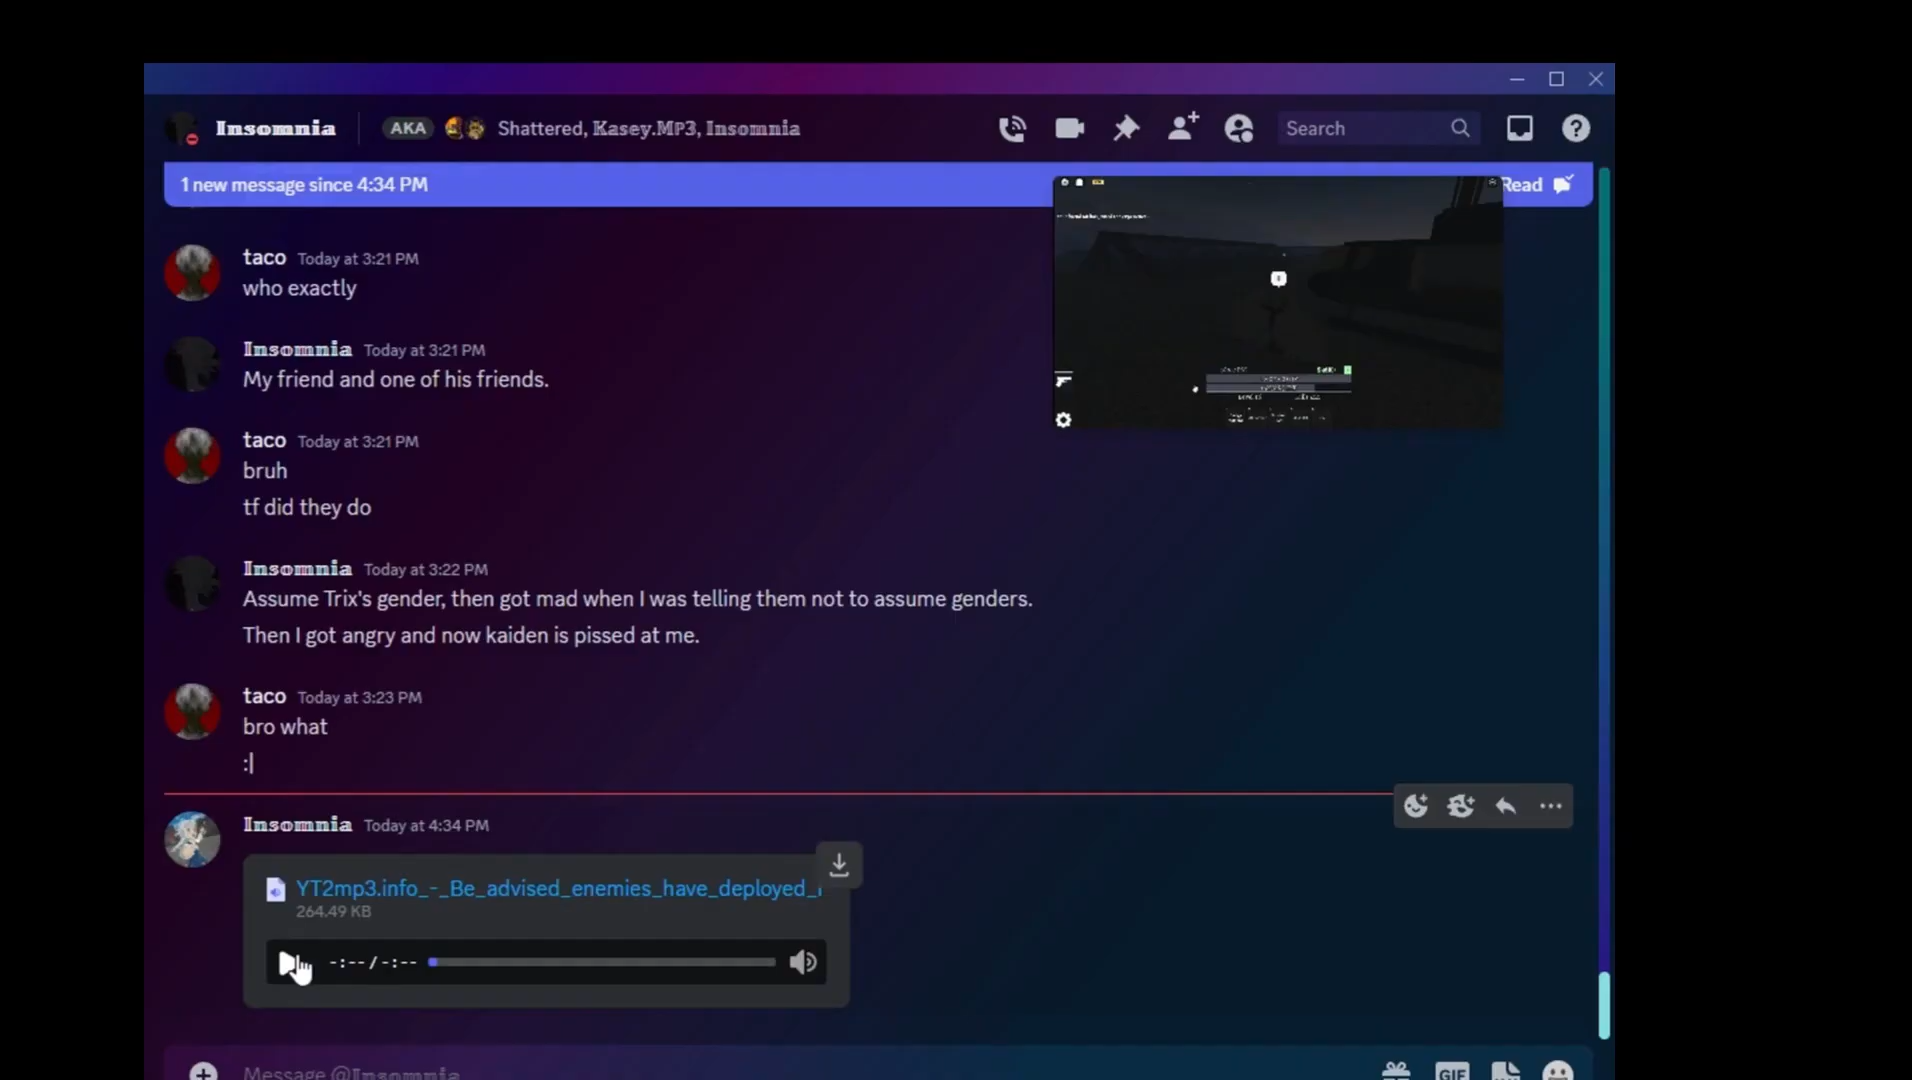 Insomnia
AKA
Shattered, Kasey.MP3, Insomnia
Search
1 new message since 4:34 PM
Read
taco Today at 3:21 PM
who exactly
Insomnia Today at 3:21 PM
My friend and one of his friends.
taco Today at 3:21 PM
bruh
tf did they do
Insomnia Today at 3:22 PM
Assume Trix's gender, then got mad when I was telling them not to assume genders.
Then I got angry and now kaiden is pissed at me.
taco Today at 3:23 PM
bro what
:|
Insomnia Today at 4:34 PM
YT2mp3.info_-_Be_advised_enemies_have_deployed_
264.49 KB
-:-- / -:--
Message @Insomnia
GIF